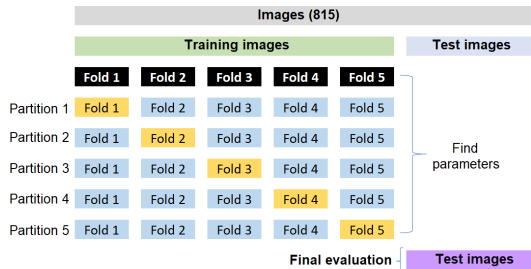 Images (815)
Training images Test images
Fold 1 Fold 2 Fold 3 Fold 4 Fold 5
Partition 1 Fold 1 Fold 2 Fold 3 Fold 4 Fold 5
Partition 2 Fold 1 Fold 2 Fold 3 Fold 4 Fold 5
Partition 3 Fold 1 Fold 2 Fold 3 Fold 4 Fold 5
Partition 4 Fold 1 Fold 2 Fold 3 Fold 4 Fold 5
Partition 5 Fold 1 Fold 2 Fold 3 Fold 4 Fold 5
Find
parameters
Final evaluation Test images